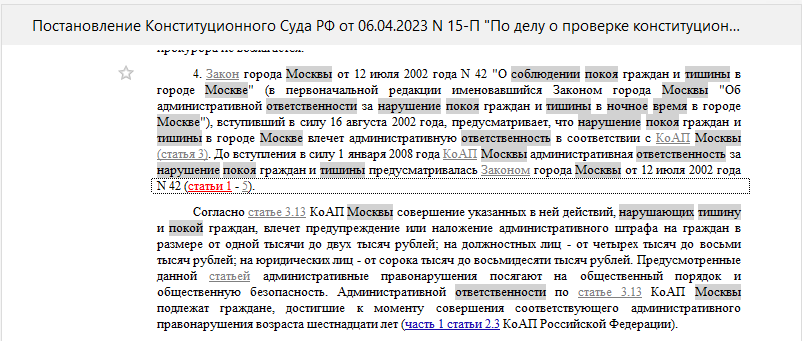 Постановление Конституционного Суда РФ от 06.04.2023 N 15-П "По делу о проверке конституцион...
прокурора не возлагается.
4. Закон города Москвы от 12 июля 2002 года N 42 "О соблюдении покоя граждан и тишины в
городе Москве" (в первоначальной редакции именовавшийся Законом города Москвы "Об
административной ответственности за нарушение покоя граждан и тишины в ночное время в городе
Москве"), вступивший в силу 16 августа 2002 года, предусматривает, что нарушение покоя граждан и
тишины в городе Москве влечет административную ответственность в соответствии с КоАП Москвы
(статья 3). До вступления в силу 1 января 2008 года КоАП Москвы административная ответственность за
нарушение покоя граждан и тишины предусматривалась Законом города Москвы от 12 июля 2002 года
N 42 (статьи 1 - 5).
Согласно статье 3.13 КоАП Москвы совершение указанных в ней действий, нарушающих тишину
и покой граждан, влечет предупреждение или наложение административного штрафа на граждан в
размере от одной тысячи до двух тысяч рублей; на должностных лиц - от четырех тысяч до восьми
тысяч рублей; на юридических лиц - от сорока тысяч до восьмидесяти тысяч рублей. Предусмотренные
данной статьей административные правонарушения посягают на общественный порядок и
общественную безопасность. Административной ответственности по статье 3.13 КоАП Москвы
подлежат граждане, достигшие к моменту совершения соответствующего административного
правонарушения возраста шестнадцати лет (часть 1 статьи 2.3 КоАП Российской Федерации).